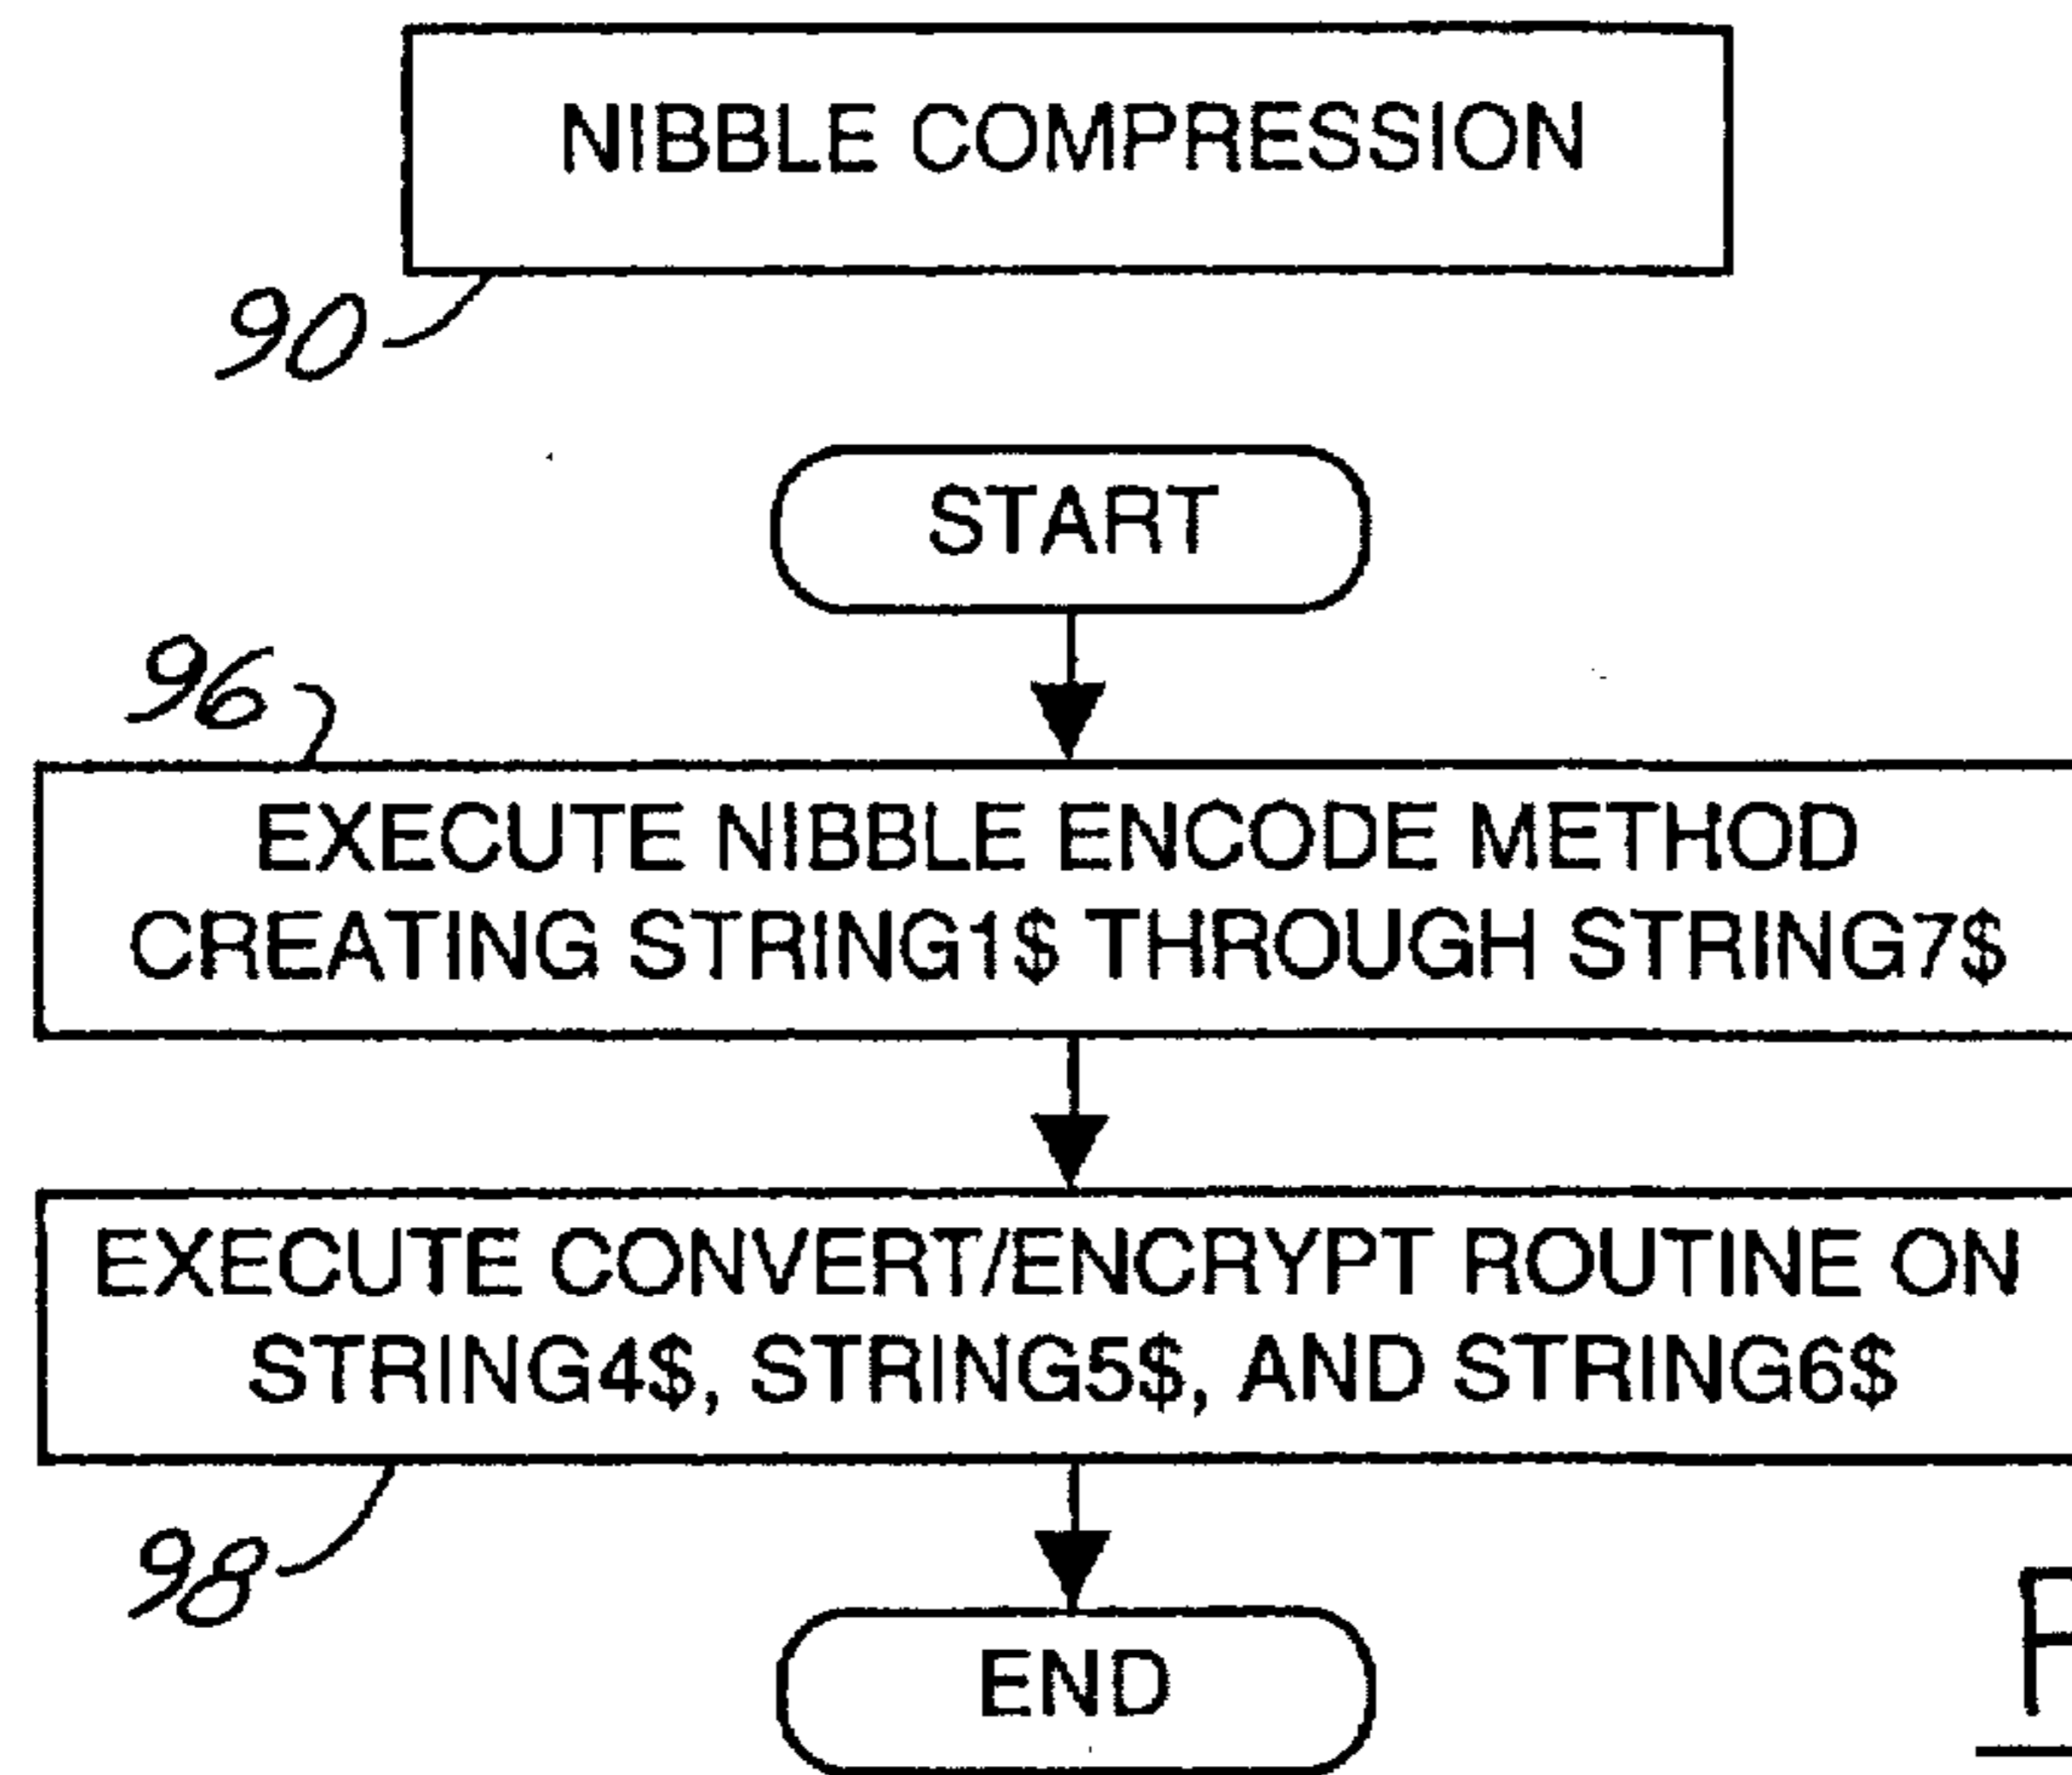 NIBBLE COMPRESSION
90
START
96
EXECUTE NIBBLE ENCODE METHOD
CREATING STRING1$ THROUGH STRING7$
EXECUTE CONVERT/ENCRYPT ROUTINE ON
STRING4$, STRING5$, AND STRING6$
98
END